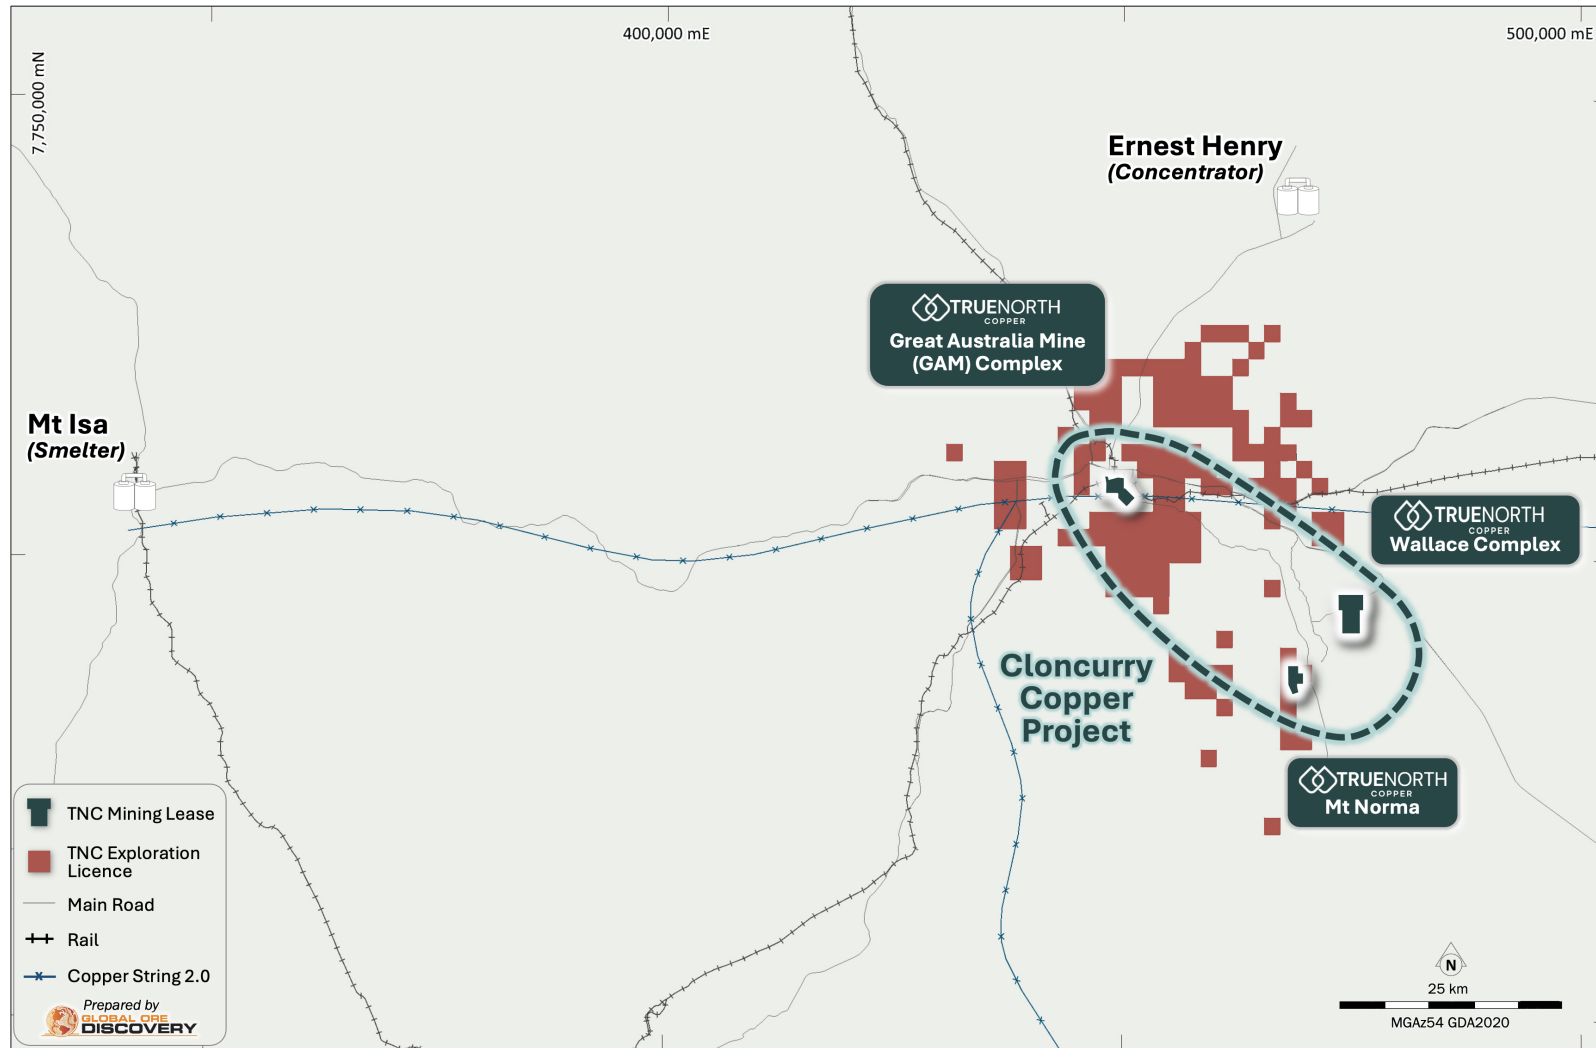 400,000 mE
500,000 mE
7,750,000 mN
Ernest Henry
(Concentrator)
TRUENORTH
COPPER
Great Australia Mine
(GAM) Complex
Mt Isa
(Smelter)
TRUENORTH
COPPER
Wallace Complex
Cloncurry
Copper
Project
TRUENORTH
COPPER
Mt Norma
TNC Mining Lease
TNC Exploration
Licence
Main Road
Rail
Copper String 2.0
Prepared by
GLOBAL ORE
DISCOVERY
N
25 km
MGAz54 GDA2020